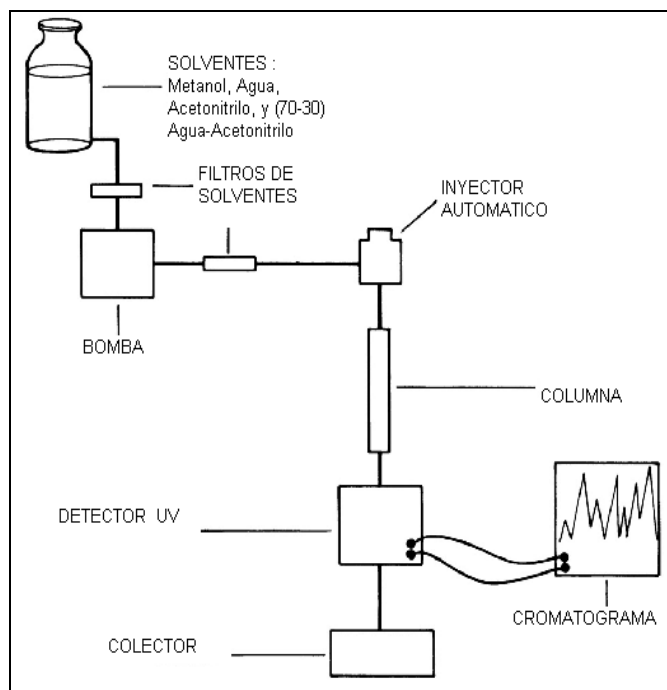 SOLVENTES :
Metanol, Agua,
Acetonitrilo, y (70-30)
Agua-Acetonitrilo
FILTROS DE
SOLVENTES
INYECTOR
AUTOMATICO
BOMBA
COLUMNA
DETECTOR UV
CROMATOGRAMA
COLECTOR